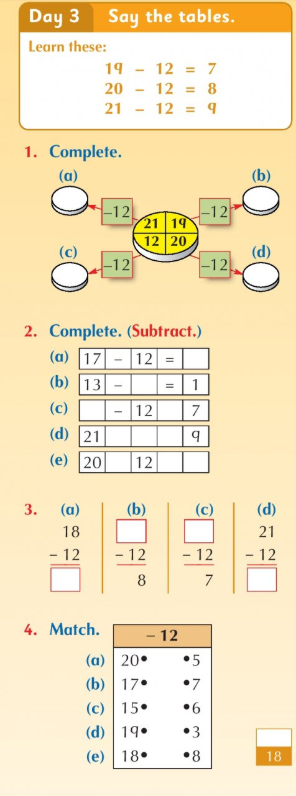 Day 3 Say the tables.
Learn these:
19 – 12 = 7
20 – 12 = 8
21 – 12 = 9
1. Complete.
(a) (b)
–12 –12
21 19
12 20
(c) (d)
–12 –12
2. Complete. (Subtract.)
(a) 17 – 12 =
(b) 13 – = 1
(c) – 12 7
(d) 21 9
(e) 20 12
3. (a) (b) (c) (d)
18 21
– 12 – 12 – 12 – 12
8 7
4. Match. – 12
(a) 20• •5
(b) 17• •7
(c) 15• •6
(d) 19• •3
(e) 18• •8
18